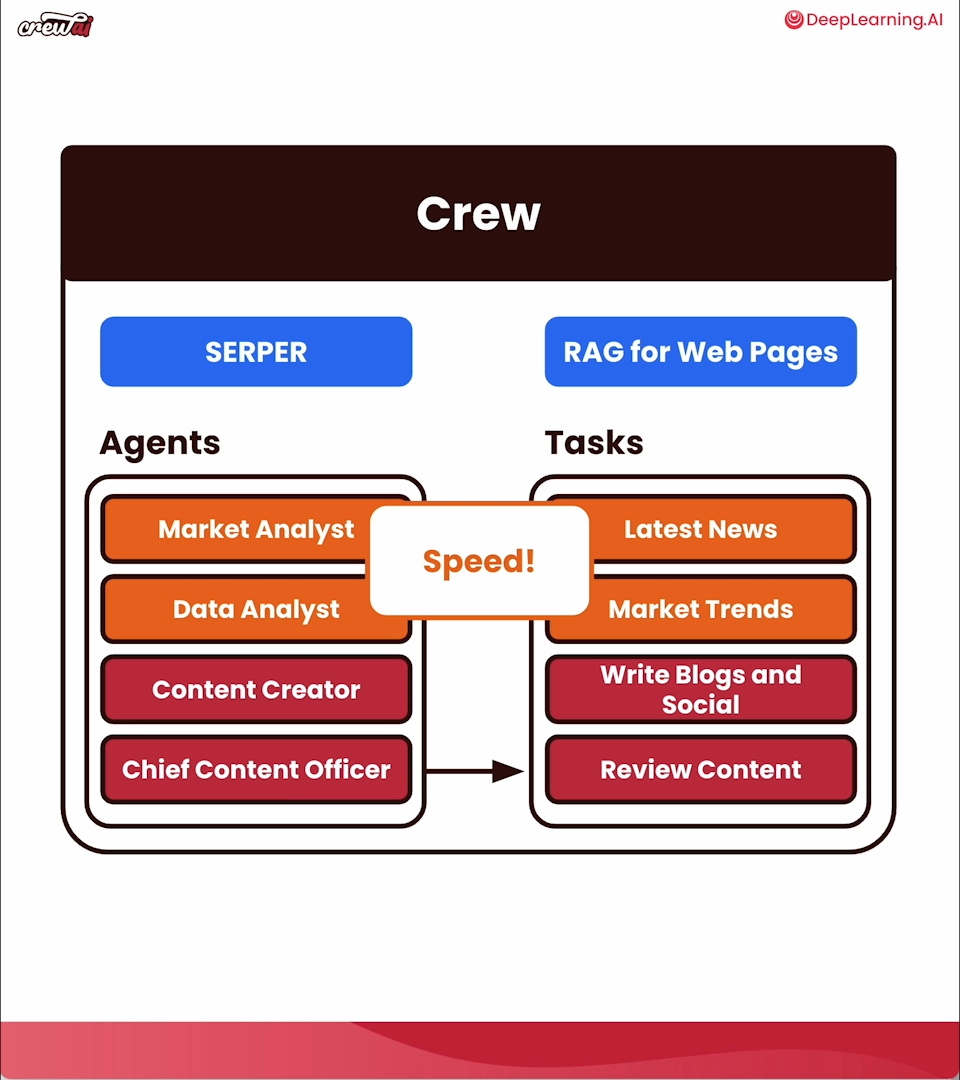 crewai
DeepLearning.AI
Crew
SERPER
RAG for Web Pages
Agents
Tasks
Market Analyst
Latest News
Speed!
Data Analyst
Market Trends
Content Creator
Write Blogs and
Social
Chief Content Officer
Review Content